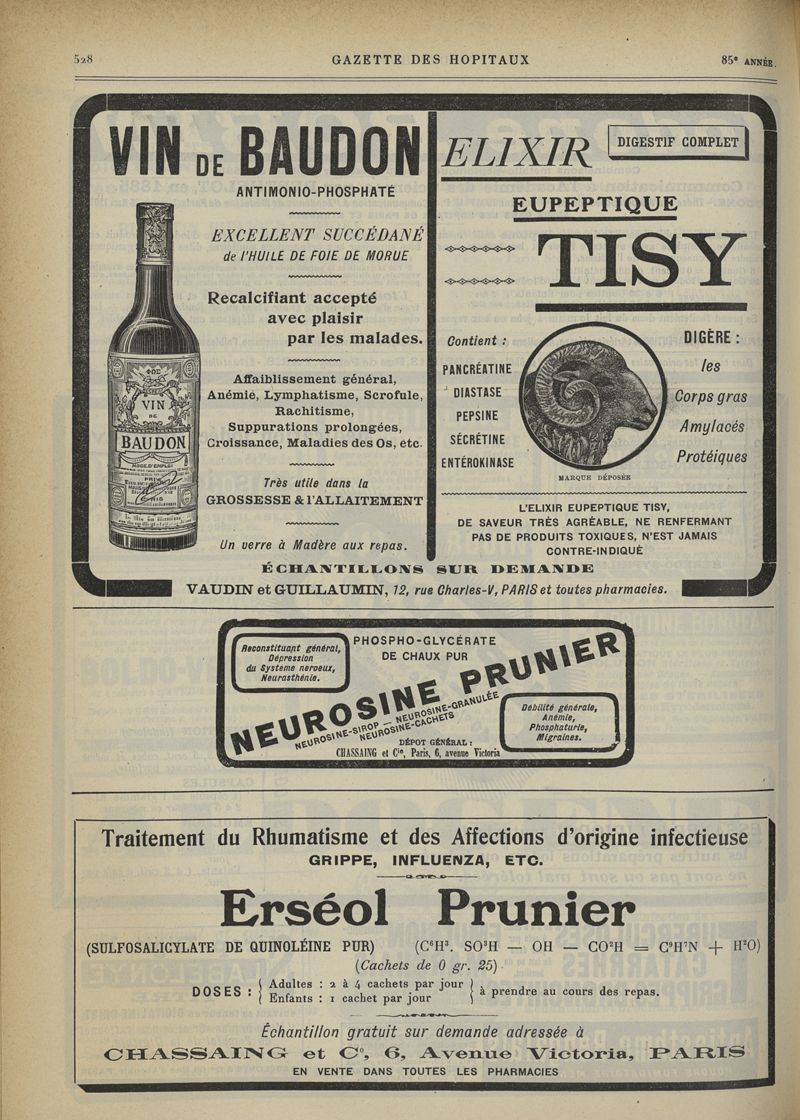 528
GAZETTE DES HOPITAUX
85e ANNÉE.
VIN DE BAUDON
ANTIMONIO-PHOSPHATÉ
EXCELLENT SUCCÉDANÉ
de l'HUILE DE FOIE DE MORUE
Recalcifiant accepté
avec plaisir
par les malades.
Affaiblissement général,
Anémié, Lymphatisme, Scrofule,
Rachitisme,
Suppurations prolongées,
Croissance, Maladies des Os, etc.
Très utile dans la
GROSSESSE & l'ALLAITEMENT
Un verre à Madère aux repas.
VIN
DE
BAUDON
MODE D'EMPLOI
ELIXIR
DIGESTIF COMPLET
EUPEPTIQUE
TISY
Contient :
PANCRÉATINE
DIASTASE
PEPSINE
SÉCRÉTINE
ENTÉROKINASE
MARQUE DÉPOSÉE
DIGÈRE :
les
Corps gras
Amylacés
Protéiques
L'ELIXIR EUPEPTIQUE TISY,
DE SAVEUR TRÈS AGRÉABLE, NE RENFERMANT
PAS DE PRODUITS TOXIQUES, N'EST JAMAIS
CONTRE-INDIQUÉ
ÉCHANTILLONS SUR DEMANDE
VAUDIN et GUILLAUMIN, 12, rue Charles-V, PARIS et toutes pharmacies.
Reconstituant général,
Dépression
du Système nerveux,
Neurasthénie.
PHOSPHO-GLYCÉRATE
DE CHAUX PUR
NEUROSINE PRUNIER
NEUROSINE-SIROP — NEUROSINE-GRANULÉE
NEUROSINE-CACHETS
Débilité générale,
Anémie,
Phosphaturie,
Migraines.
DÉPOT GÉNÉRAL :
CHASSAING et Cie, Paris, 6, avenue Victoria
Traitement du Rhumatisme et des Affections d'origine infectieuse
GRIPPE, INFLUENZA, ETC.
Erséol Prunier
(SULFOSALICYLATE DE QUINOLÉINE PUR) (C⁶H³. SO³H — OH — CO²H = C⁹H⁷N + H²O)
(Cachets de 0 gr. 25)
DOSES : { Adultes : 2 à 4 cachets par jour } à prendre au cours des repas.
{ Enfants : 1 cachet par jour }
Échantillon gratuit sur demande adressée à
CHASSAING et Cº, 6, Avenue Victoria, PARIS
EN VENTE DANS TOUTES LES PHARMACIES